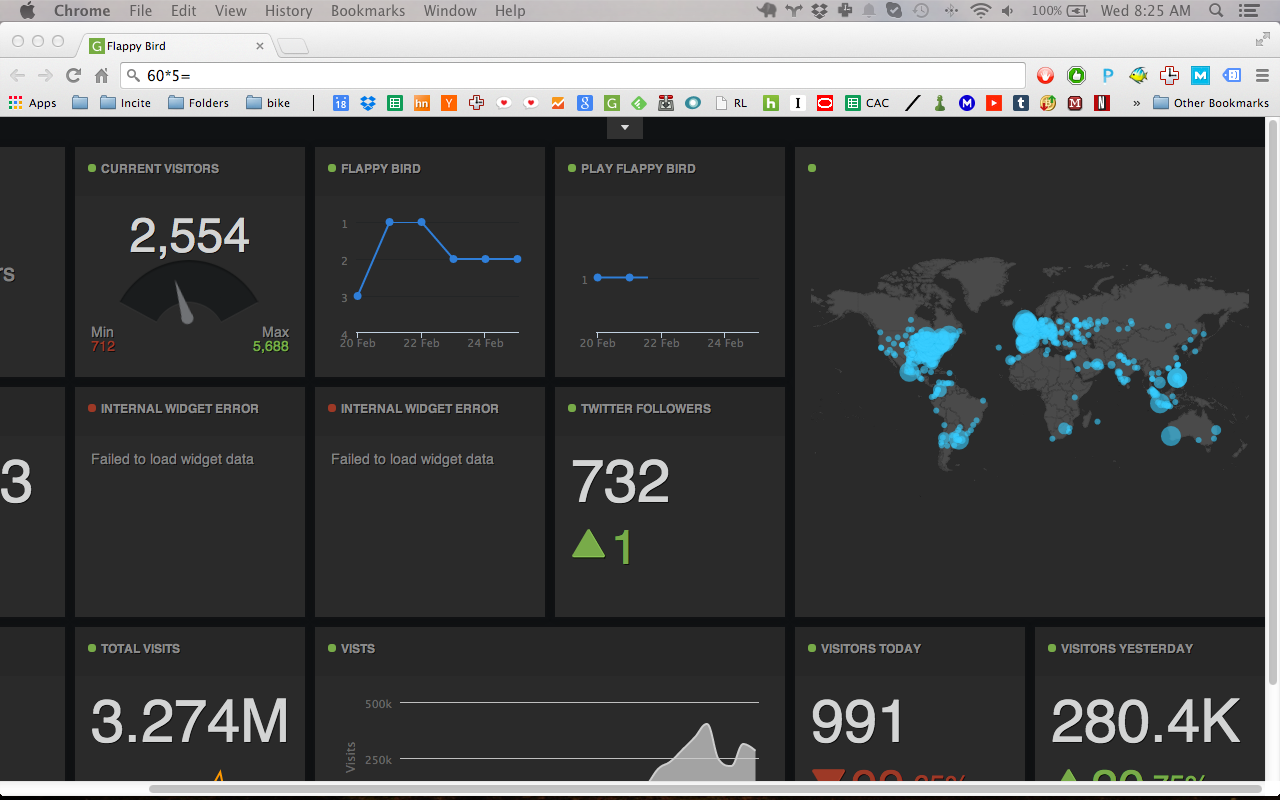 Chrome File Edit View History Bookmarks Window Help 100% Wed 8:25 AM
G Flappy Bird
60*5=
P M
Apps Incite Folders bike 18 hn Y 8 G RL h I CAC M t M N » Other Bookmarks
CURRENT VISITORS
2,554
Min Max
712 5,688
FLAPPY BIRD
1
2
3
4
20 Feb 22 Feb 24 Feb
PLAY FLAPPY BIRD
1
20 Feb 22 Feb 24 Feb
3
INTERNAL WIDGET ERROR
Failed to load widget data
INTERNAL WIDGET ERROR
Failed to load widget data
TWITTER FOLLOWERS
732
1
TOTAL VISITS
3.274M
VISTS
500k
250k
Visits
VISITORS TODAY
991
VISITORS YESTERDAY
280.4K